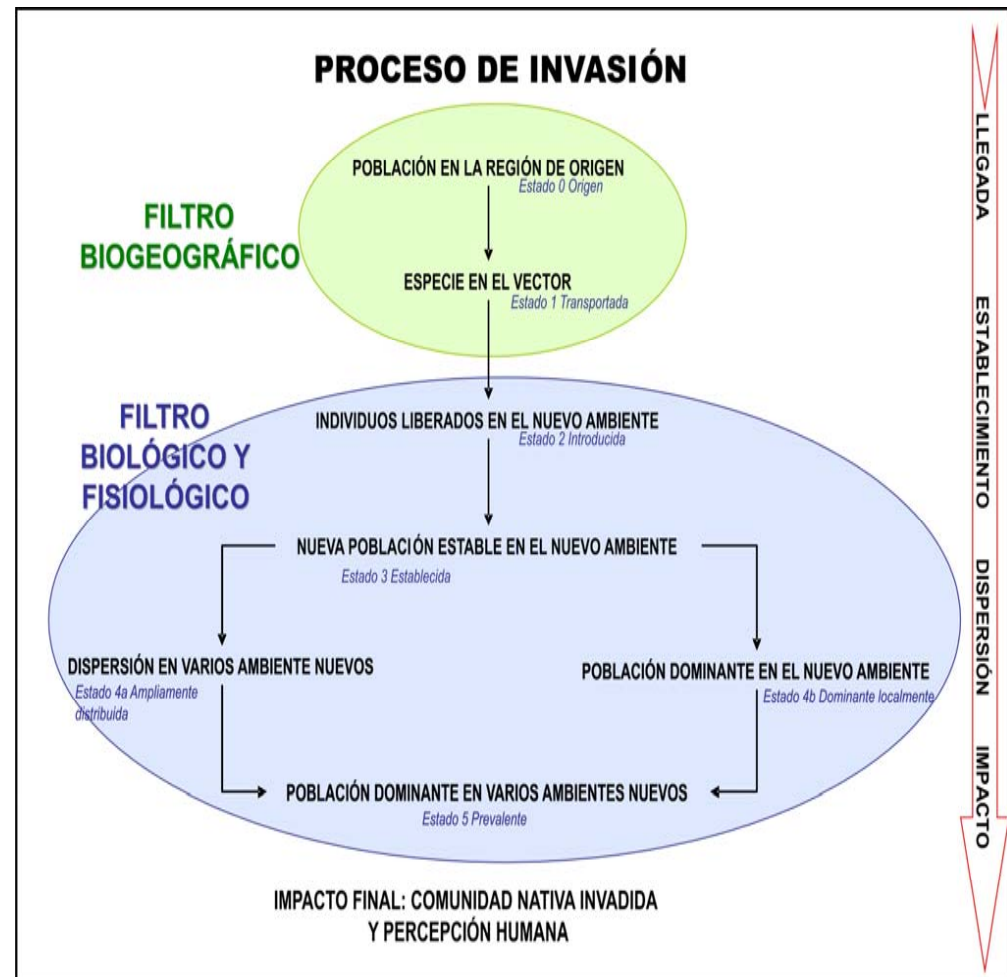 PROCESO DE INVASIÓN
POBLACIÓN EN LA REGIÓN DE ORIGEN
Estado 0 Origen
FILTRO
BIOGEOGRÁFICO
ESPECIE EN EL VECTOR
Estado 1 Transportada
FILTRO
BIOLÓGICO Y
FISIOLÓGICO
INDIVIDUOS LIBERADOS EN EL NUEVO AMBIENTE
Estado 2 Introducida
NUEVA POBLACIÓN ESTABLE EN EL NUEVO AMBIENTE
Estado 3 Establecida
DISPERSIÓN EN VARIOS AMBIENTE NUEVOS
Estado 4a Ampliamente
distribuida
POBLACIÓN DOMINANTE EN EL NUEVO AMBIENTE
Estado 4b Dominante localmente
POBLACIÓN DOMINANTE EN VARIOS AMBIENTES NUEVOS
Estado 5 Prevalente
IMPACTO FINAL: COMUNIDAD NATIVA INVADIDA
Y PERCEPCIÓN HUMANA
LLEGADA
ESTABLECIMIENTO
DISPERSIÓN
IMPACTO